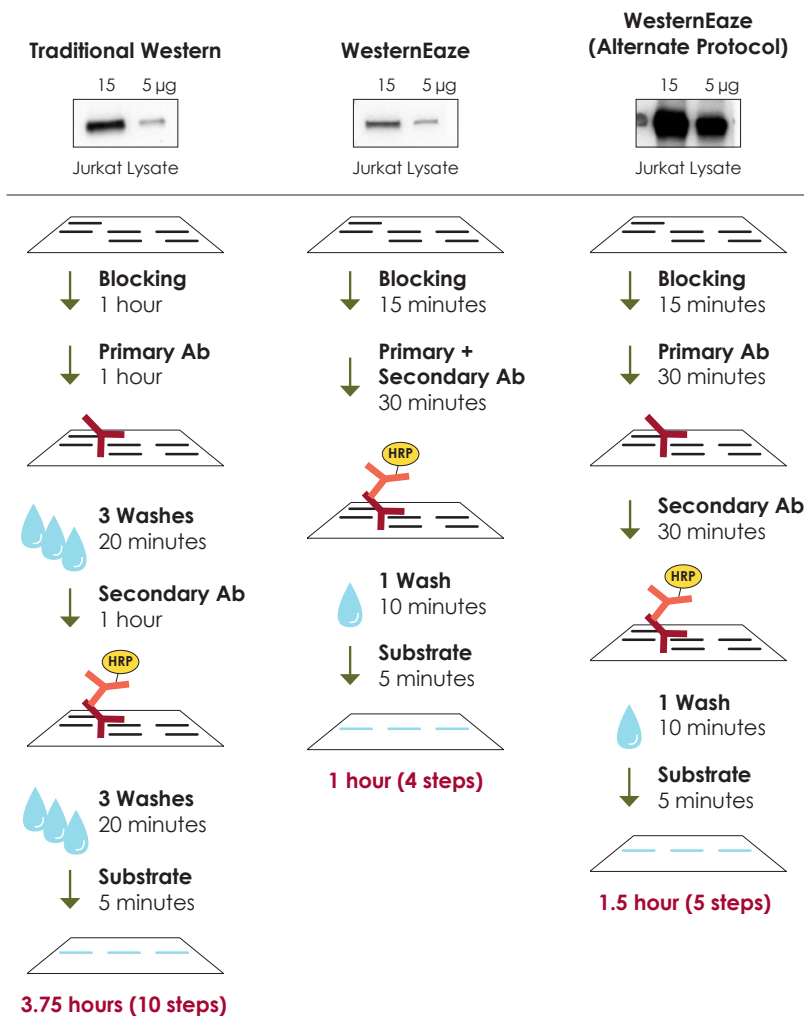 Traditional Western
15 5 µg
Jurkat Lysate
Blocking
1 hour
Primary Ab
1 hour
3 Washes
20 minutes
Secondary Ab
1 hour
HRP
3 Washes
20 minutes
Substrate
5 minutes
3.75 hours (10 steps)
WesternEaze
15 5 µg
Jurkat Lysate
Blocking
15 minutes
Primary +
Secondary Ab
30 minutes
HRP
1 Wash
10 minutes
Substrate
5 minutes
1 hour (4 steps)
WesternEaze
(Alternate Protocol)
15 5 µg
Jurkat Lysate
Blocking
15 minutes
Primary Ab
30 minutes
Secondary Ab
30 minutes
HRP
1 Wash
10 minutes
Substrate
5 minutes
1.5 hour (5 steps)